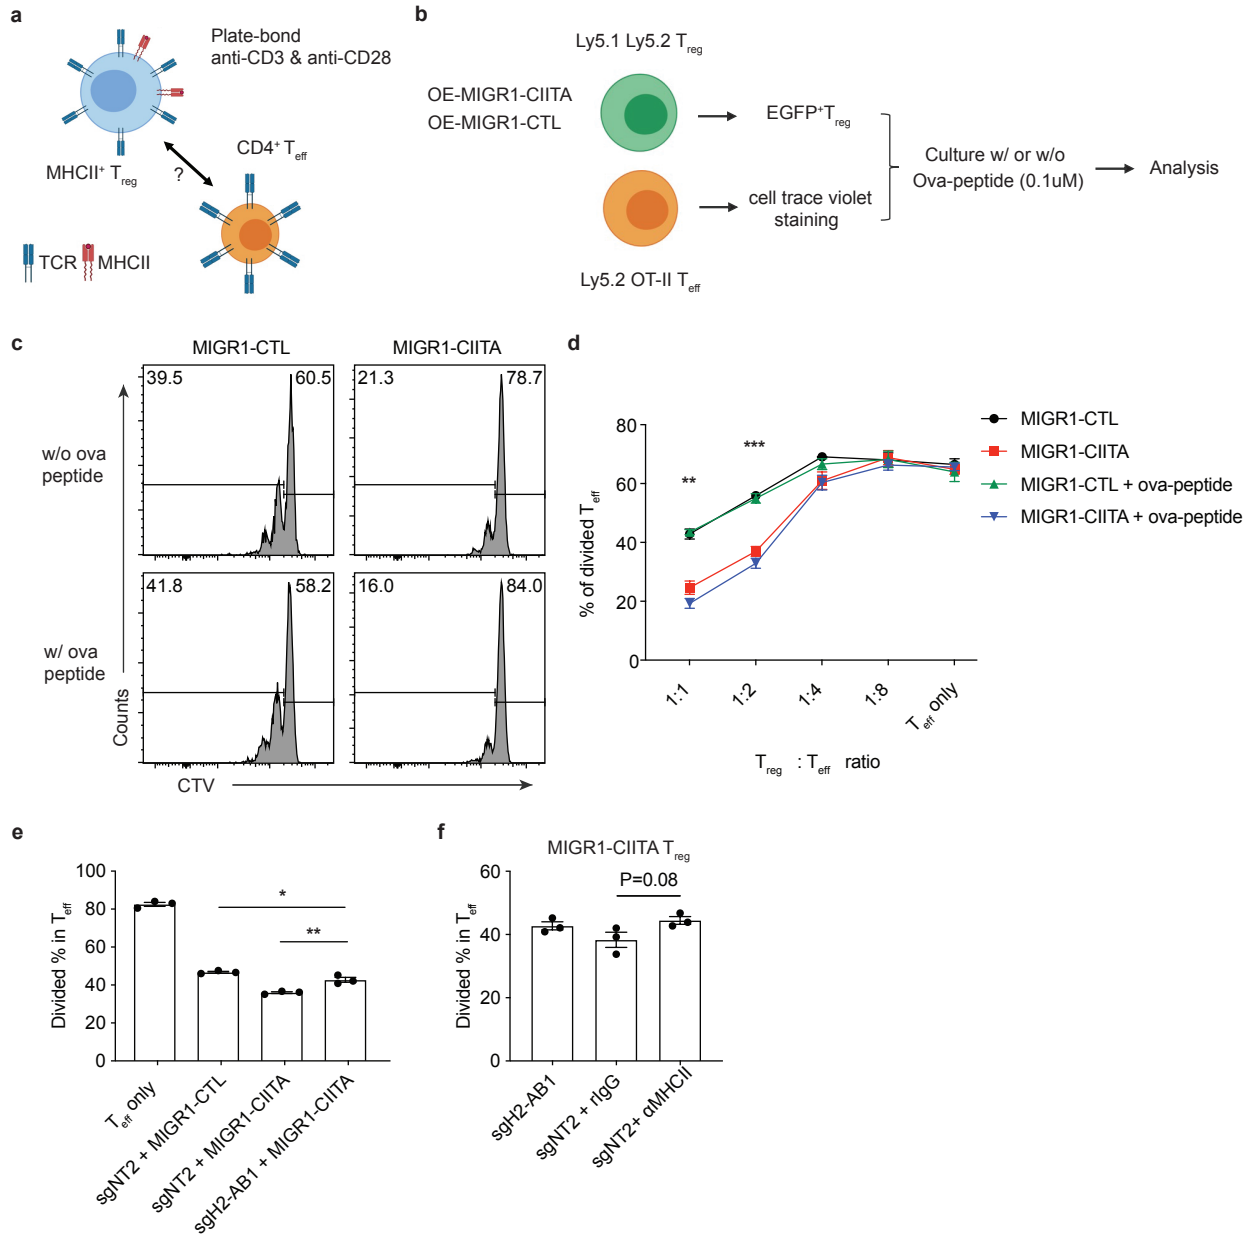 a
Plate-bond
anti-CD3 & anti-CD28
CD4⁺ Teff
MHCII⁺ Treg
?
TCR
MHCII
b
Ly5.1 Ly5.2 Treg
OE-MIGR1-CIITA
OE-MIGR1-CTL
EGFP⁺Treg
cell trace violet
staining
Ly5.2 OT-II Teff
Culture w/ or w/o
Ova-peptide (0.1uM)
Analysis
c
MIGR1-CTL
MIGR1-CIITA
39.5
60.5
21.3
78.7
w/o ova
peptide
41.8
58.2
16.0
84.0
w/ ova
peptide
Counts
CTV
d
80
60
40
20
0
% of divided Teff
**
***
1:1
1:2
1:4
1:8
Teff only
Treg : Teff ratio
MIGR1-CTL
MIGR1-CIITA
MIGR1-CTL + ova-peptide
MIGR1-CIITA + ova-peptide
e
100
80
60
40
20
0
Divided % in Teff
*
**
Teff only
sgNT2 + MIGR1-CTL
sgNT2 + MIGR1-CIITA
sgH2-AB1 + MIGR1-CIITA
f
MIGR1-CIITA Treg
P=0.08
60
40
20
0
Divided % in Teff
sgH2-AB1
sgNT2 + rIgG
sgNT2+ αMHCII